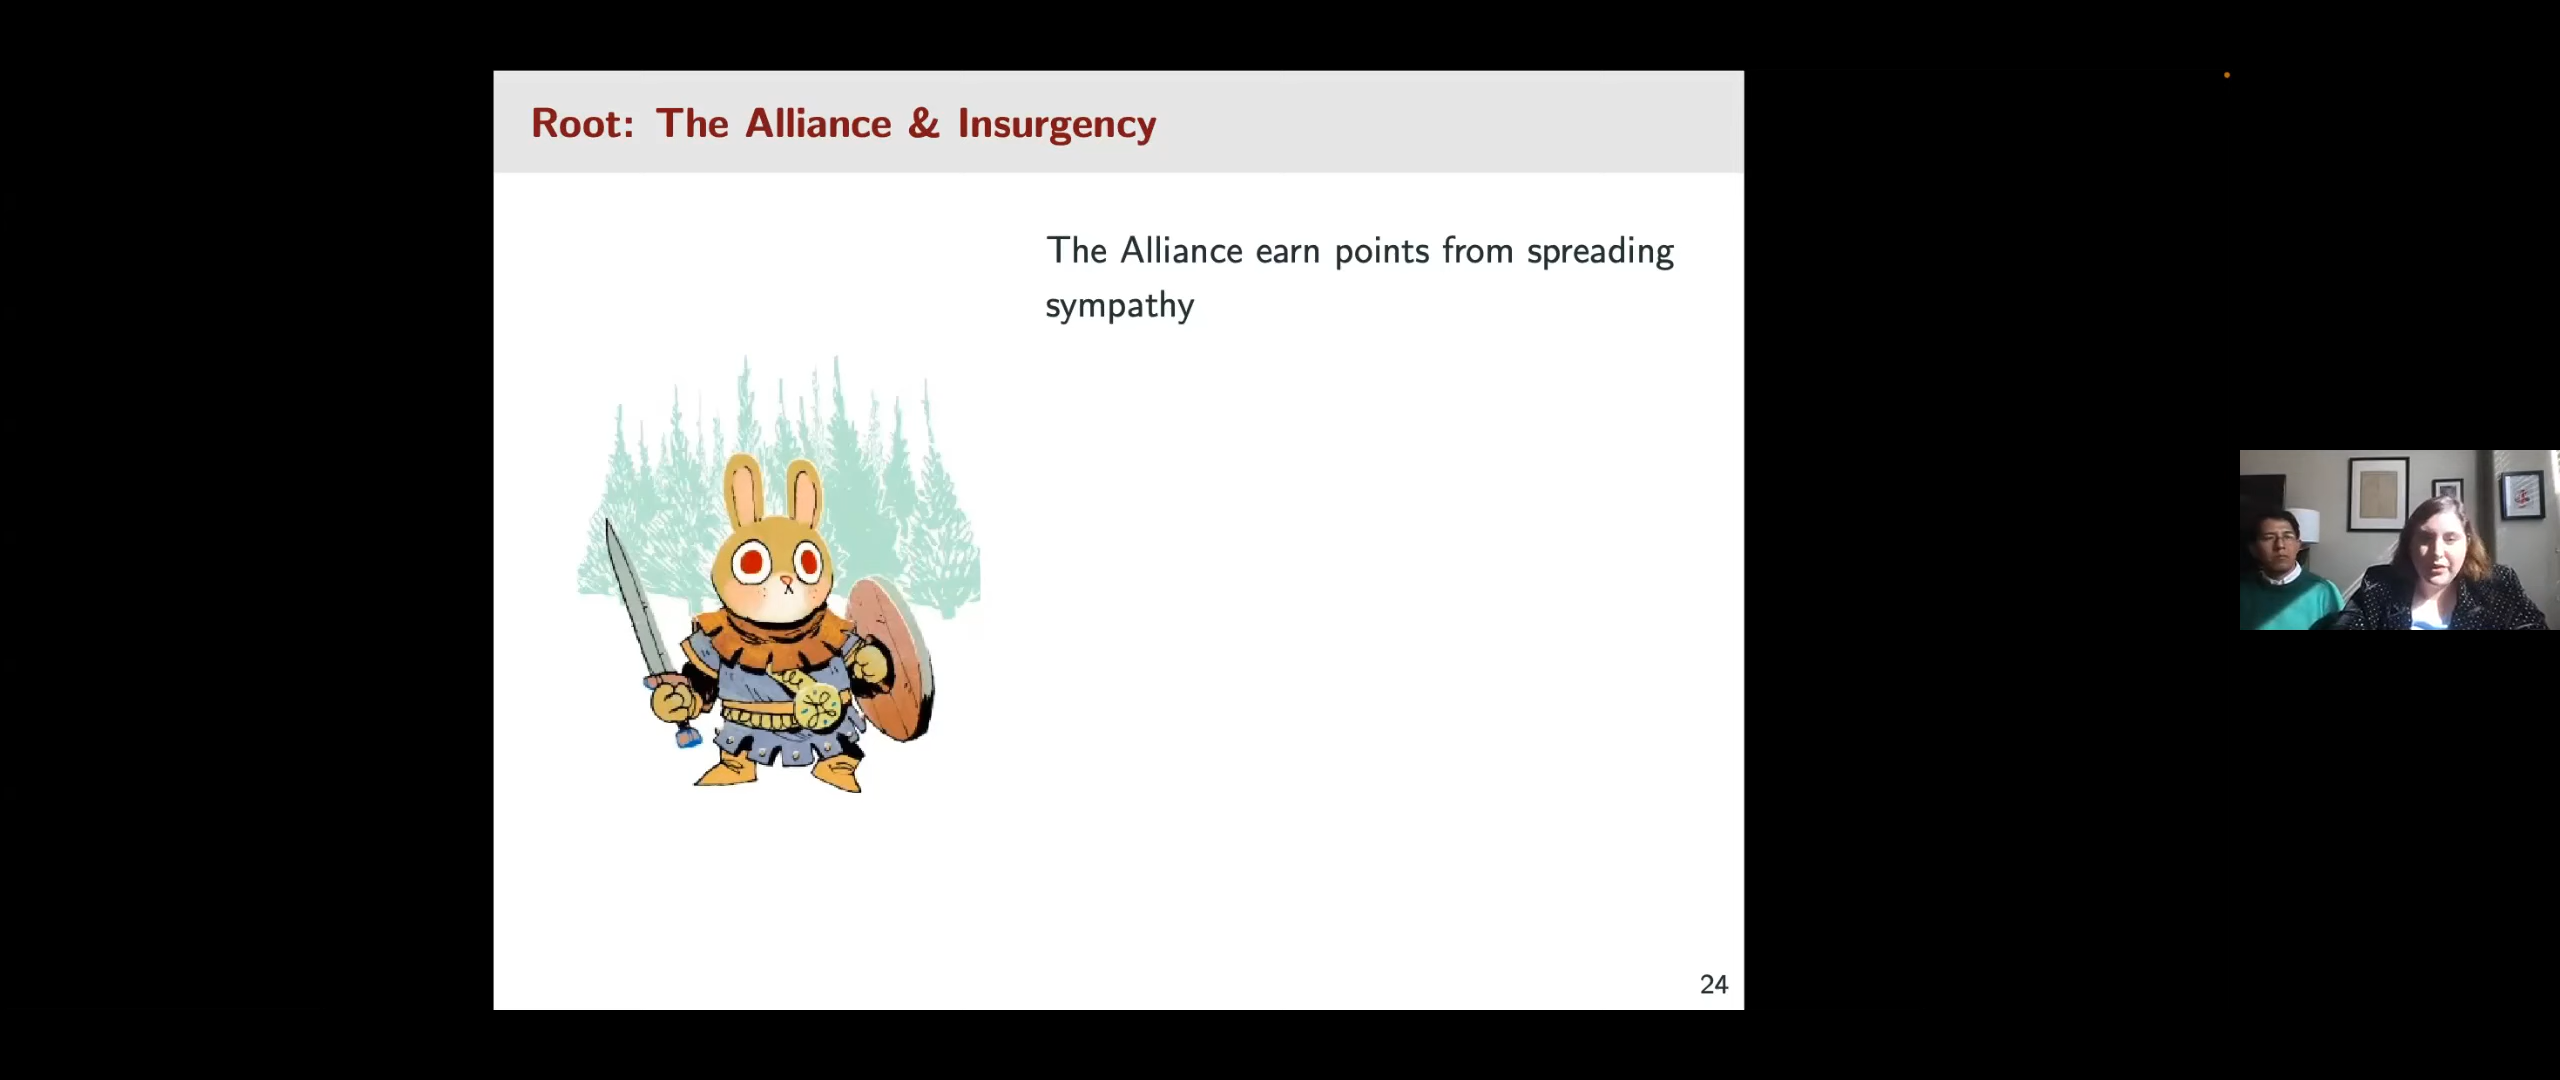 Root: The Alliance & Insurgency
The Alliance earn points from spreading
sympathy
24